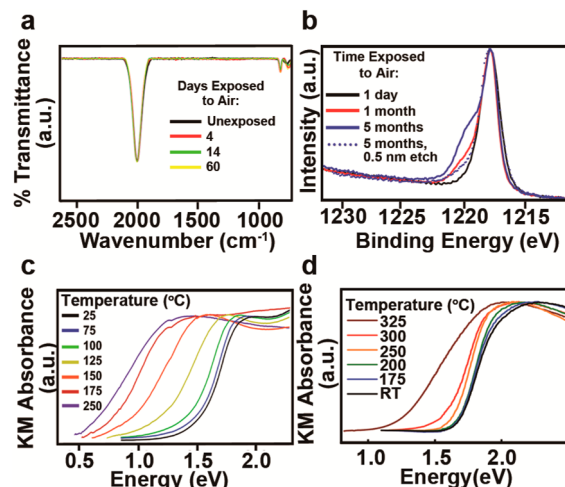 a
% Transmittance
(a.u.)
Days Exposed
to Air:
Unexposed
4
14
60
2500
2000
1500
1000
Wavenumber (cm⁻¹)
b
Intensity (a.u.)
Time Exposed
to Air:
1 day
1 month
5 months
5 months,
0.5 nm etch
1230
1225
1220
1215
Binding Energy (eV)
c
KM Absorbance
(a.u.)
Temperature (°C)
25
75
100
125
150
175
250
0.5
1.0
1.5
2.0
Energy (eV)
d
KM Absorbance
(a.u.)
Temperature (°C)
325
300
250
200
175
RT
1.0
1.5
2.0
Energy (eV)